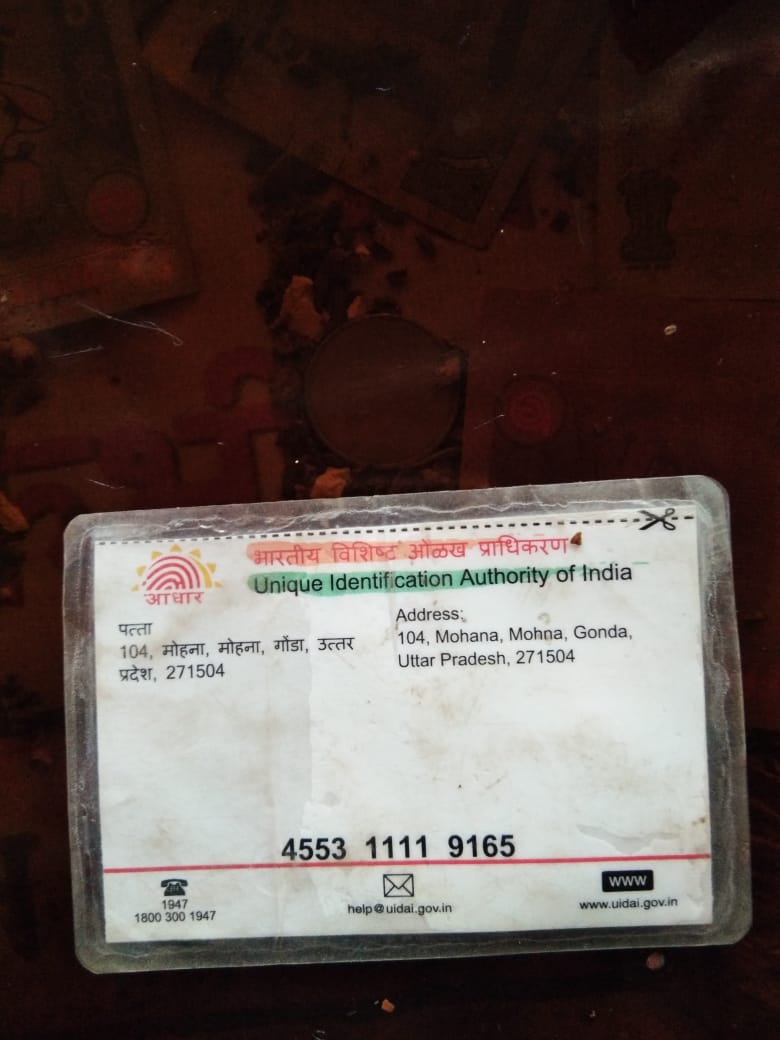 भारतीय विशिष्ट ओळख प्राधिकरण
Unique Identification Authority of India
आधार
पत्ता
104, मोहना, मोहना, गोंडा, उत्तर
प्रदेश, 271504
Address:
104, Mohana, Mohna, Gonda,
Uttar Pradesh, 271504
4553 1111 9165
1947
1800 300 1947
help@uidai.gov.in
www
www.uidai.gov.in